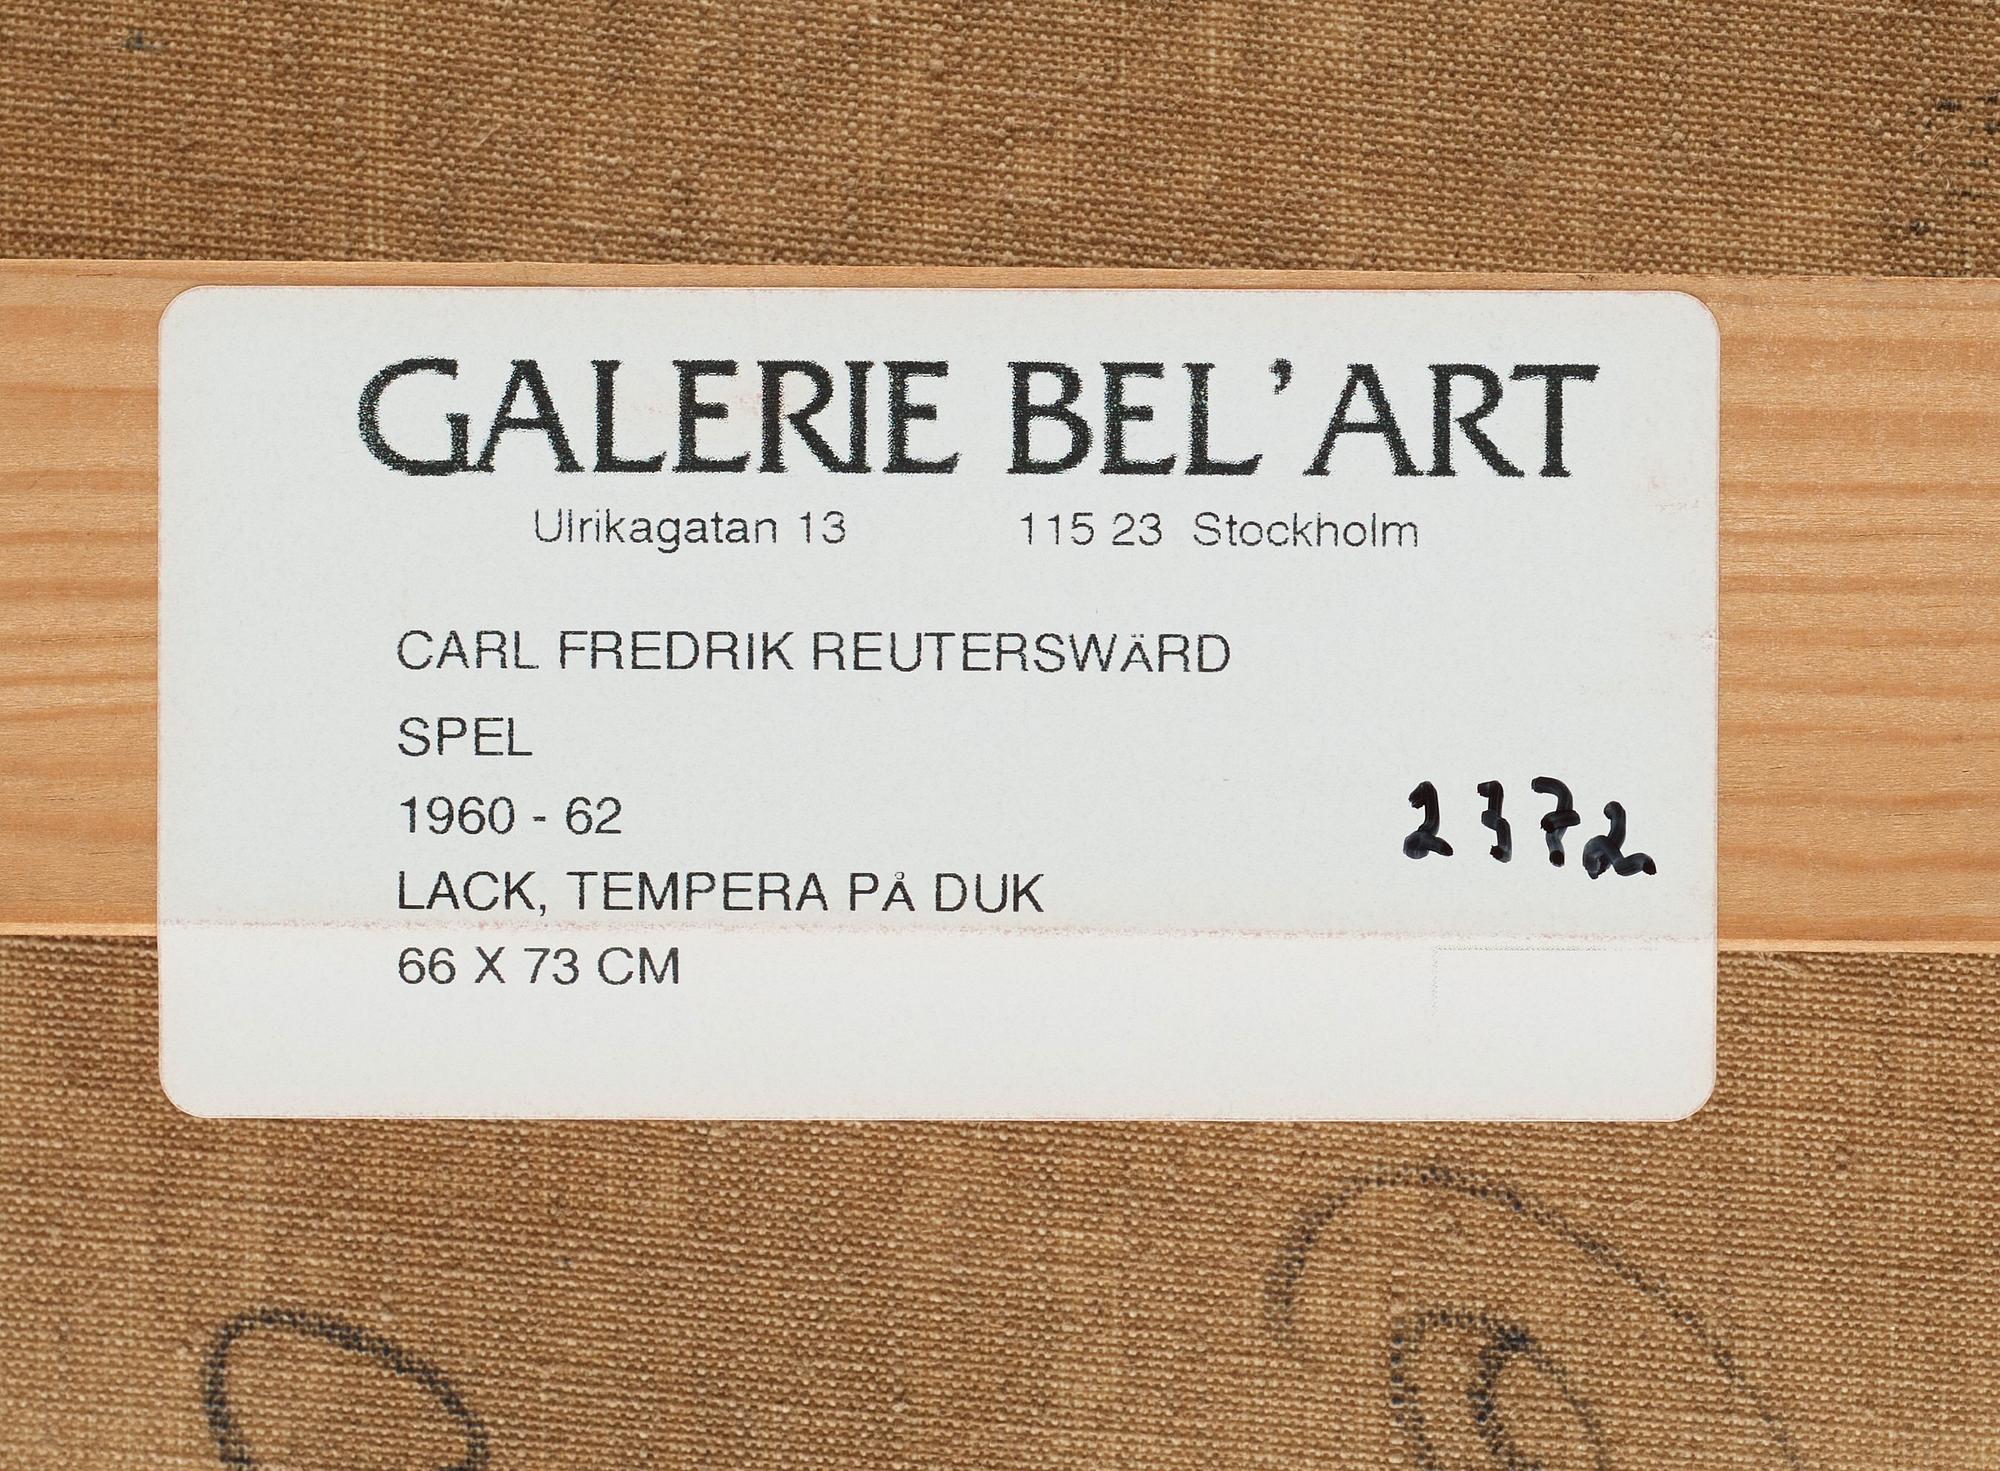 GALERIE BEL'ART
Ulrikagatan 13 115 23 Stockholm
CARL FREDRIK REUTERSWÄRD
SPEL
1960 - 62
2372
LACK, TEMPERA PÅ DUK
66 X 73 CM